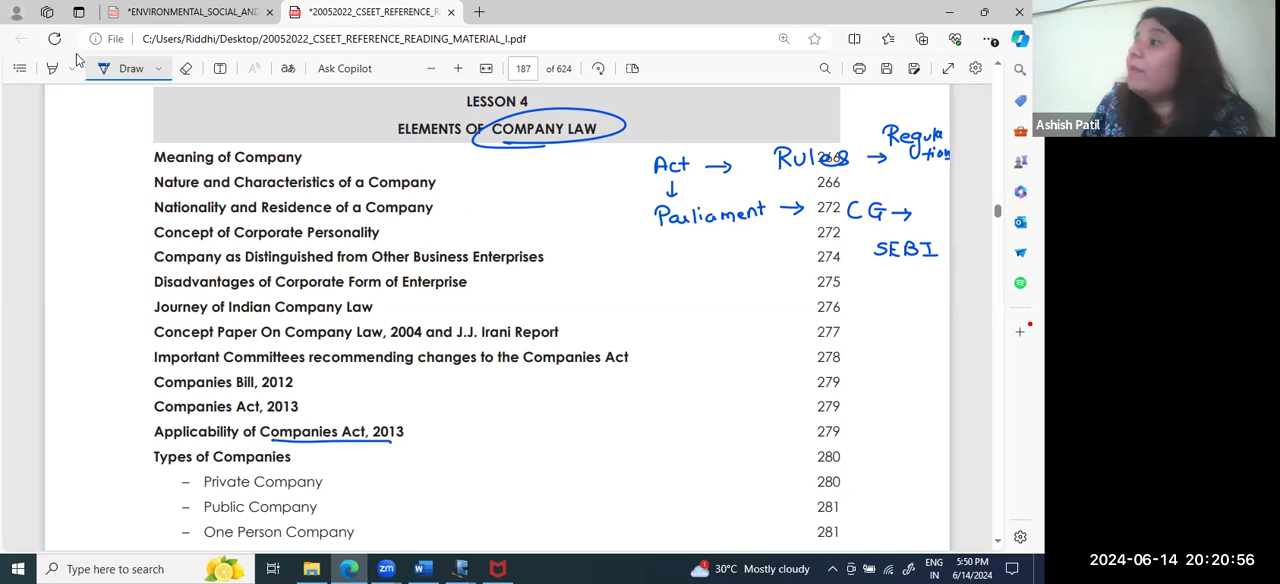 *ENVIRONMENTAL_SOCIAL_AND
*20052022_CSEET_REFERENCE_R
File
C:/Users/Riddhi/Desktop/20052022_CSEET_REFERENCE_READING_MATERIAL_I.pdf
Draw
Ask Copilot
187 of 624
Ashish Patil
LESSON 4
ELEMENTS OF COMPANY LAW
Meaning of Company 266
Nature and Characteristics of a Company 266
Nationality and Residence of a Company 272
Concept of Corporate Personality 272
Company as Distinguished from Other Business Enterprises 274
Disadvantages of Corporate Form of Enterprise 275
Journey of Indian Company Law 276
Concept Paper On Company Law, 2004 and J.J. Irani Report 277
Important Committees recommending changes to the Companies Act 278
Companies Bill, 2012 279
Companies Act, 2013 279
Applicability of Companies Act, 2013 279
Types of Companies 280
– Private Company 280
– Public Company 281
– One Person Company 281
Act → Rules → Regulations
↓
Parliament → CG →
SEBI
Type here to search
30°C Mostly cloudy
ENG
IN
5:50 PM
6/14/2024
2024-06-14 20:20:56